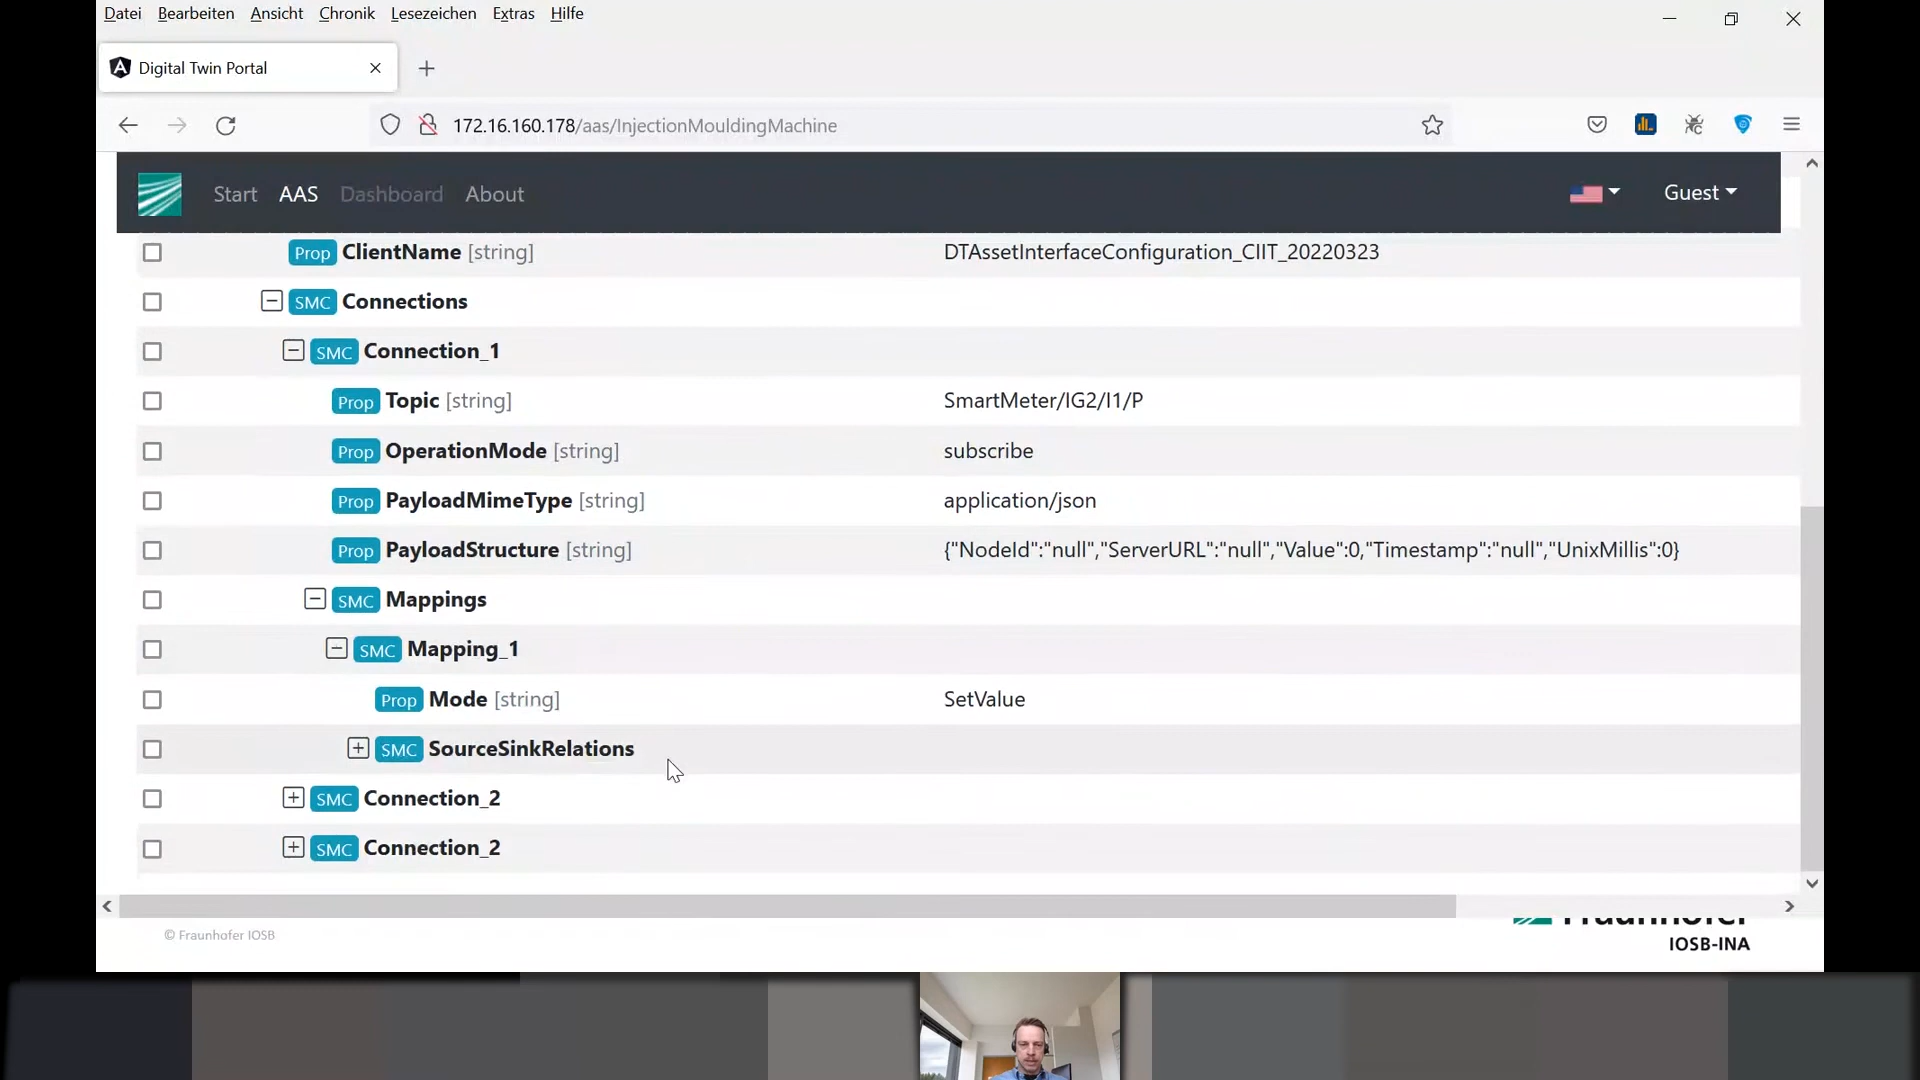 Datei Bearbeiten Ansicht Chronik Lesezeichen Extras Hilfe
Digital Twin Portal
172.16.160.178/aas/InjectionMouldingMachine
Start AAS Dashboard About Guest
Prop ClientName [string] DTAssetInterfaceConfiguration_CIIT_20220323
SMC Connections
SMC Connection_1
Prop Topic [string] SmartMeter/IG2/I1/P
Prop OperationMode [string] subscribe
Prop PayloadMimeType [string] application/json
Prop PayloadStructure [string] {"NodeId":"null","ServerURL":"null","Value":0,"Timestamp":"null","UnixMillis":0}
SMC Mappings
SMC Mapping_1
Prop Mode [string] SetValue
SMC SourceSinkRelations
SMC Connection_2
SMC Connection_2
© Fraunhofer IOSB
Fraunhofer
IOSB-INA